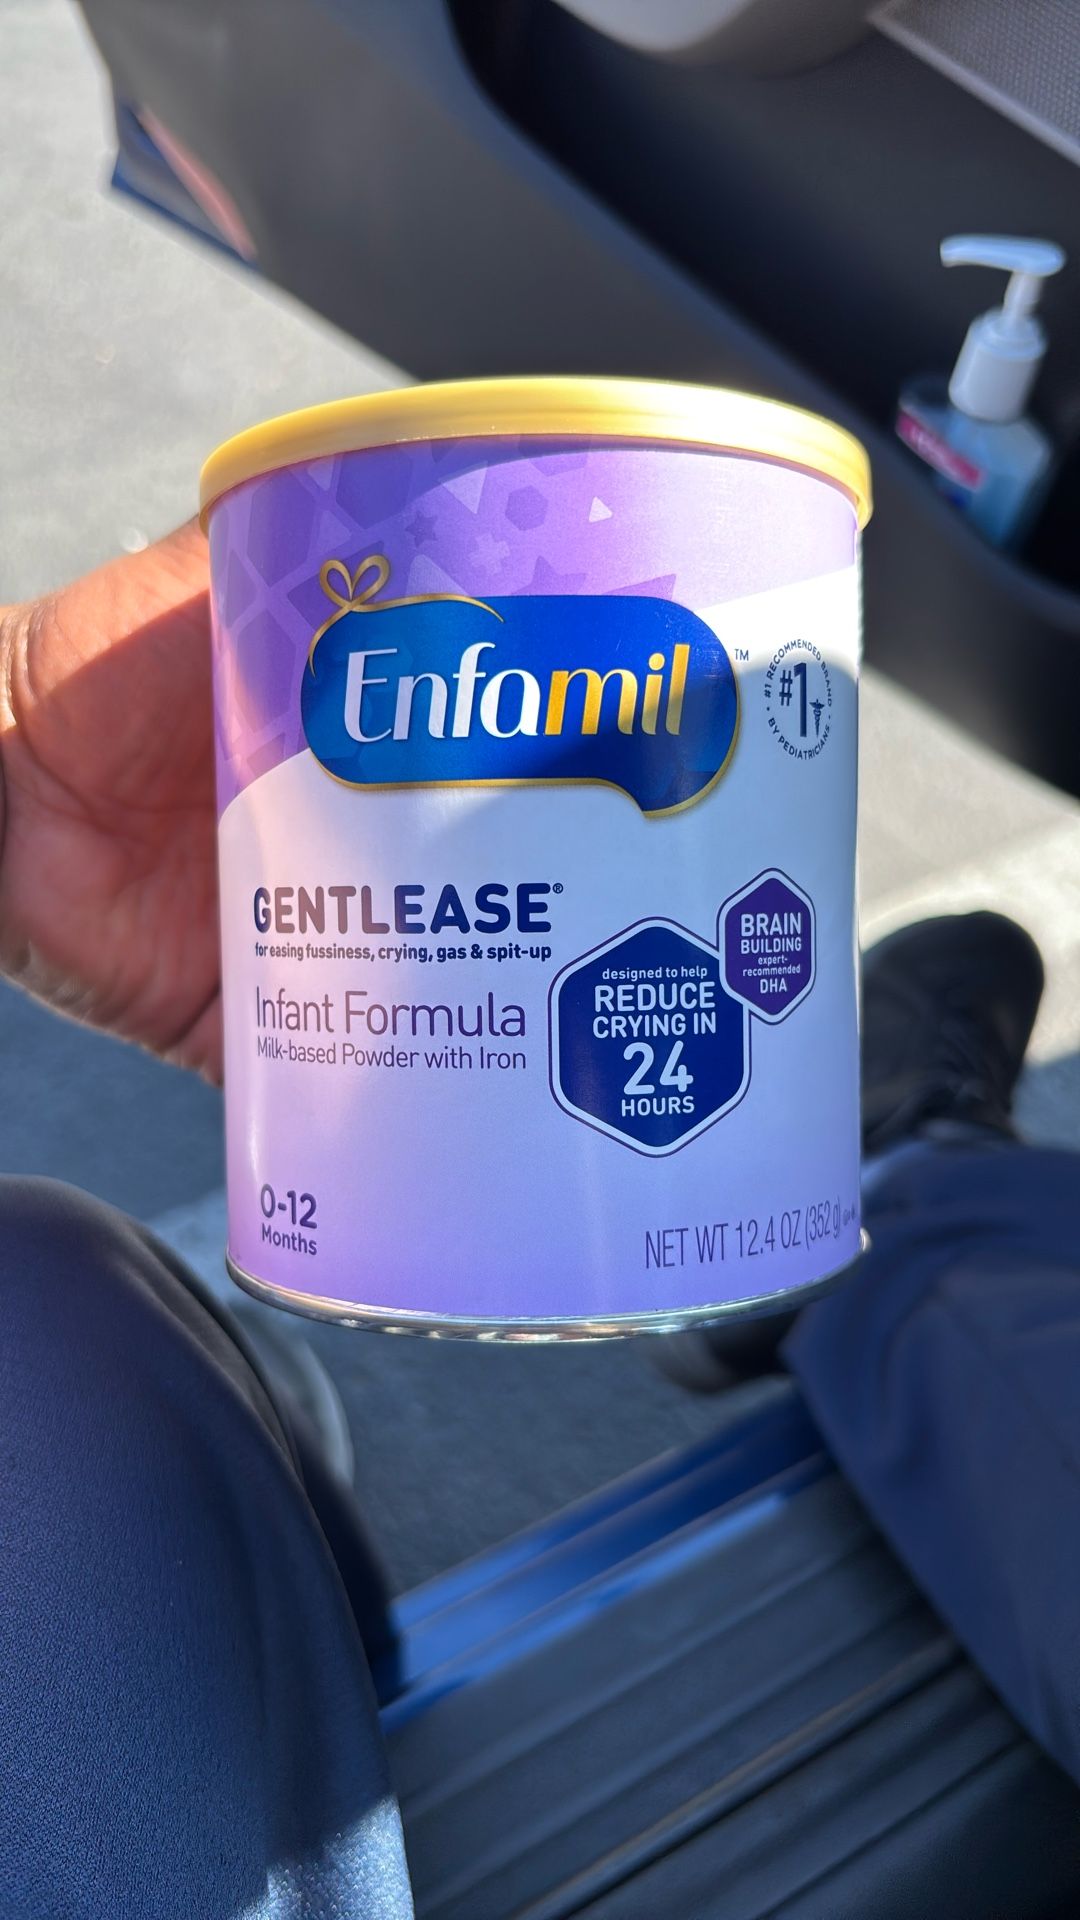 Enfamil™
#1 RECOMMENDED BRAND
#1
BY PEDIATRICIANS
GENTLEASE®
for easing fussiness, crying, gas & spit-up
Infant Formula
Milk-based Powder with Iron
BRAIN
BUILDING
expert-
recommended
DHA
designed to help
REDUCE
CRYING IN
24
HOURS
0-12
Months
NET WT 12.4 OZ (352 g)